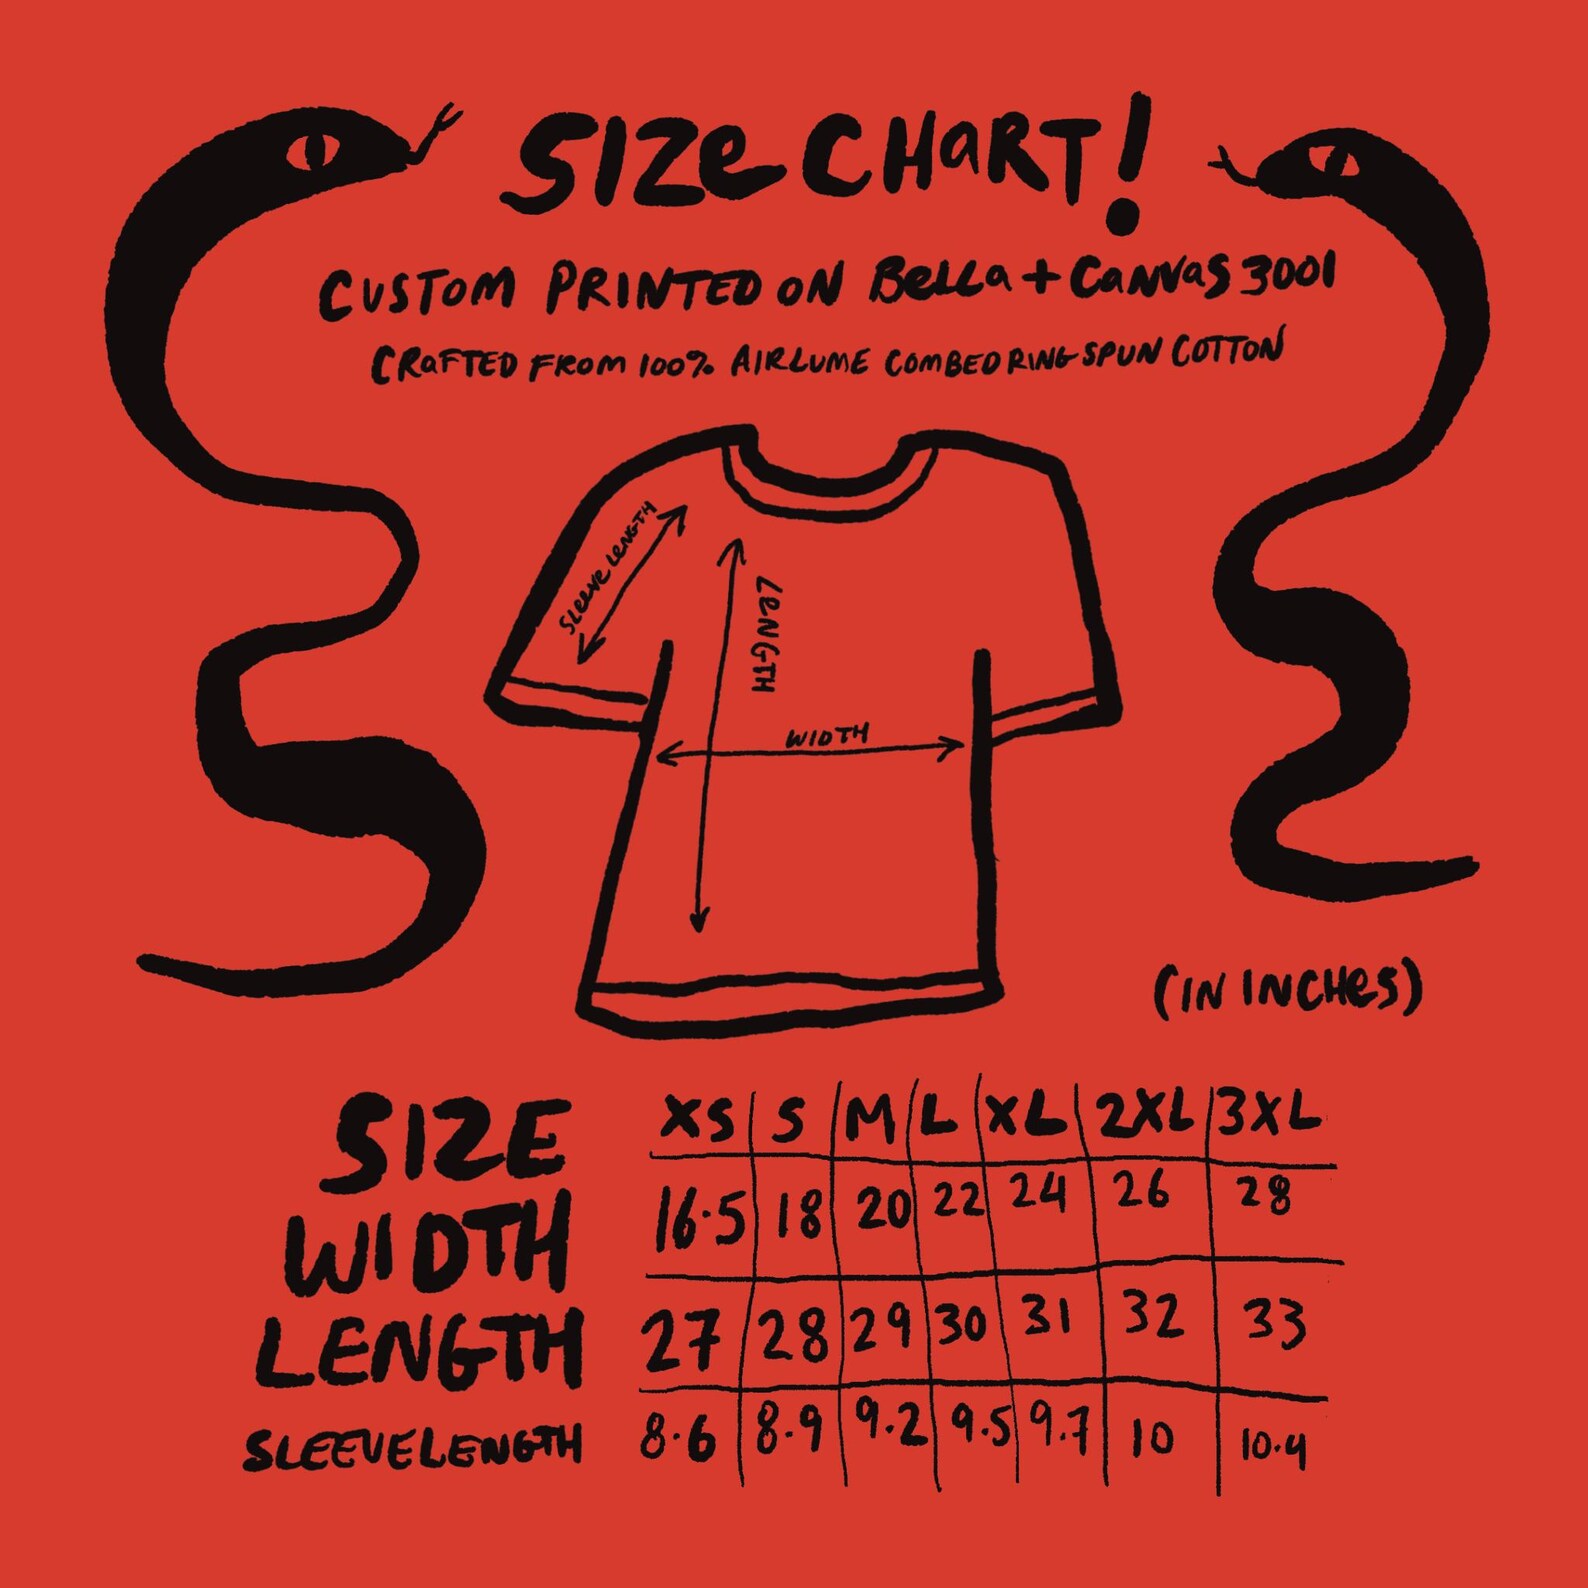 SIZe CHaRT!
CUSTOM PRINTED ON BeLLa + CaNVaS 3001
CRaFTED FROM 100% AIRLUME COMBED RING-SPUN COTTON
SLeeVe LeNGTH
LeNGTH
WIDTH
(IN INCHeS)
SIZE XS S M L XL 2XL 3XL
WIDTH 16.5 18 20 22 24 26 28
LENGTH 27 28 29 30 31 32 33
SLEEVE LENGTH 8.6 8.9 9.2 9.5 9.7 10 10.4